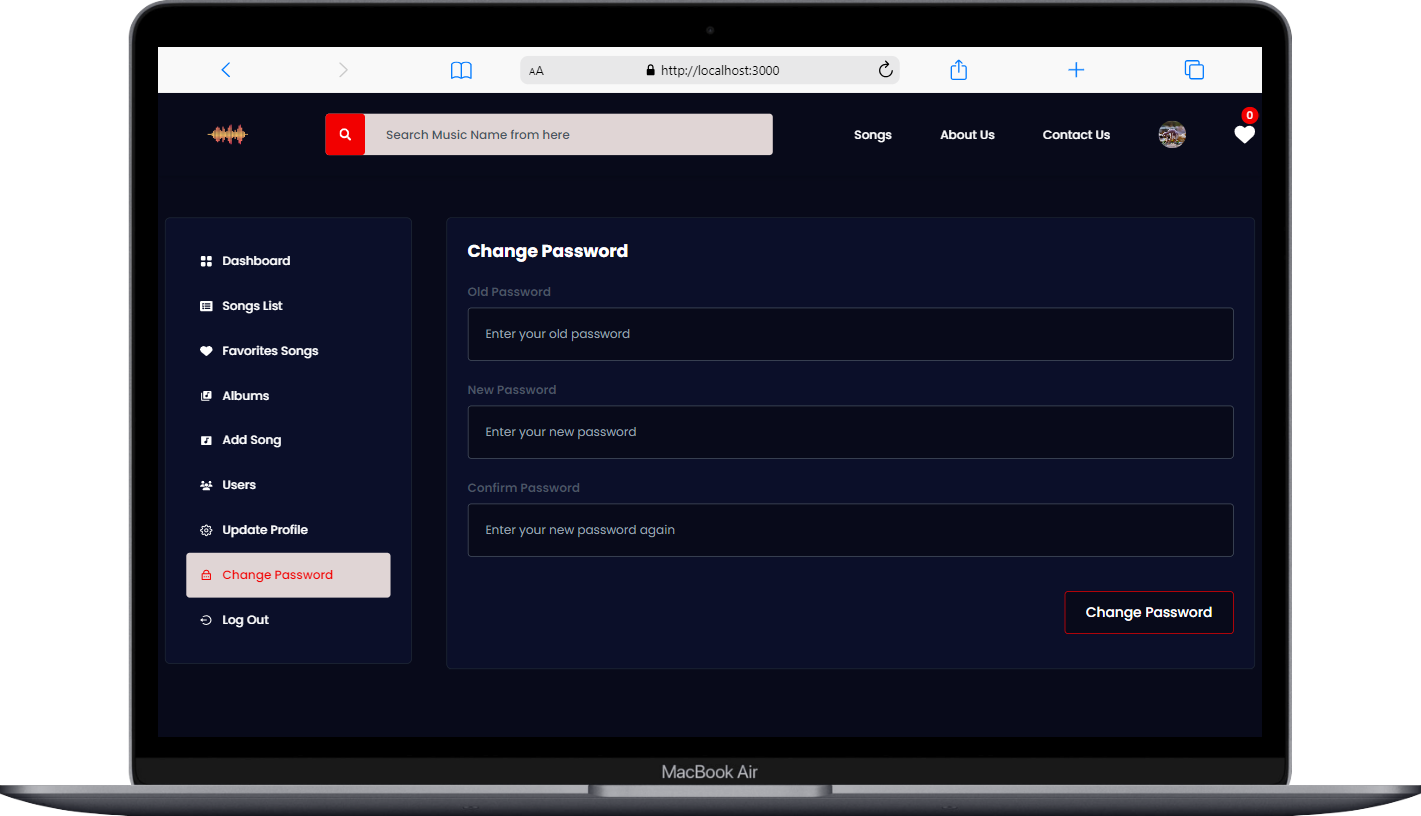 AA http://localhost:3000
Search Music Name from here
Songs
About Us
Contact Us
0
Dashboard
Songs List
Favorites Songs
Albums
Add Song
Users
Update Profile
Change Password
Log Out
Change Password
Old Password
Enter your old password
New Password
Enter your new password
Confirm Password
Enter your new password again
Change Password
MacBook Air